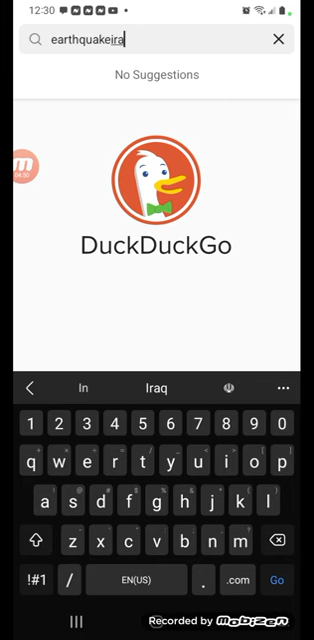 12:30
earthquakeira
No Suggestions
m
04:50
DuckDuckGo
In Iraq
1 2 3 4 5 6 7 8 9 0
q w e r t y u i o p
a s d f g h j k l
z x c v b n m
!#1 / EN(US) . .com Go
Recorded by mobizen